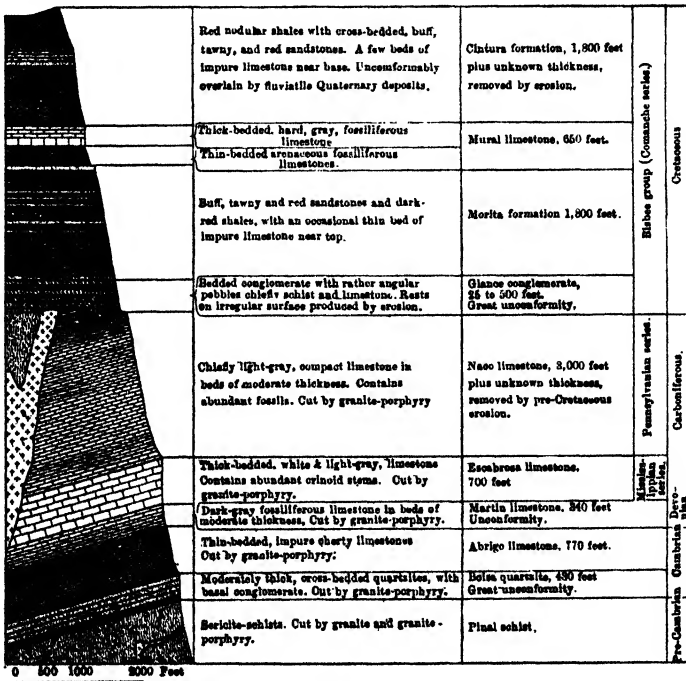 Red nodular shales with cross-bedded, buff,
tawny, and red sandstones. A few beds of
impure limestone near base. Uncomformably
overlain by fluviatile Quaternary deposits.
Cintura formation, 1,800 feet
plus unknown thickness,
removed by erosion.
Thick-bedded, hard, gray, fossiliferous
limestone
Thin-bedded arenaceous fossiliferous
limestones.
Mural limestone, 650 feet.
Buff, tawny and red sandstones and dark-
red shales, with an occasional thin bed of
impure limestone near top.
Morita formation 1,800 feet.
Bedded conglomerate with rather angular
pebbles chiefly schist and limestone. Rests
on irregular surface produced by erosion.
Glance conglomerate,
25 to 500 feet.
Great unconformity.
Bisbee group (Comanche series.)
Cretaceous
Chiefly light-gray, compact limestone in
beds of moderate thickness. Contains
abundant fossils. Cut by granite-porphyry
Naco limestone, 3,000 feet
plus unknown thickness,
removed by pre-Cretaceous
erosion.
Pennsylvanian series.
Carboniferous.
Thick-bedded, white & light-gray, limestone
Contains abundant crinoid stems. Cut by
granite-porphyry.
Escabrosa limestone.
700 feet
Mississ-
ippian
series,
Dark-gray fossiliferous limestone in beds of
moderate thickness, Cut by granite-porphyry.
Martin limestone, 340 feet
Unconformity.
Devo-
nian
Thin-bedded, impure cherty limestones
Cut by granite-porphyry.
Abrigo limestone, 770 feet.
Moderately thick, cross-bedded quartzites, with
basal conglomerate. Cut by granite-porphyry.
Bolsa quartzite, 430 feet
Great unconformity.
Cambrian
Sericite-schists. Cut by granite and granite-
porphyry.
Pinal schist,
Pre-Cambrian
0 500 1000 2000 Feet